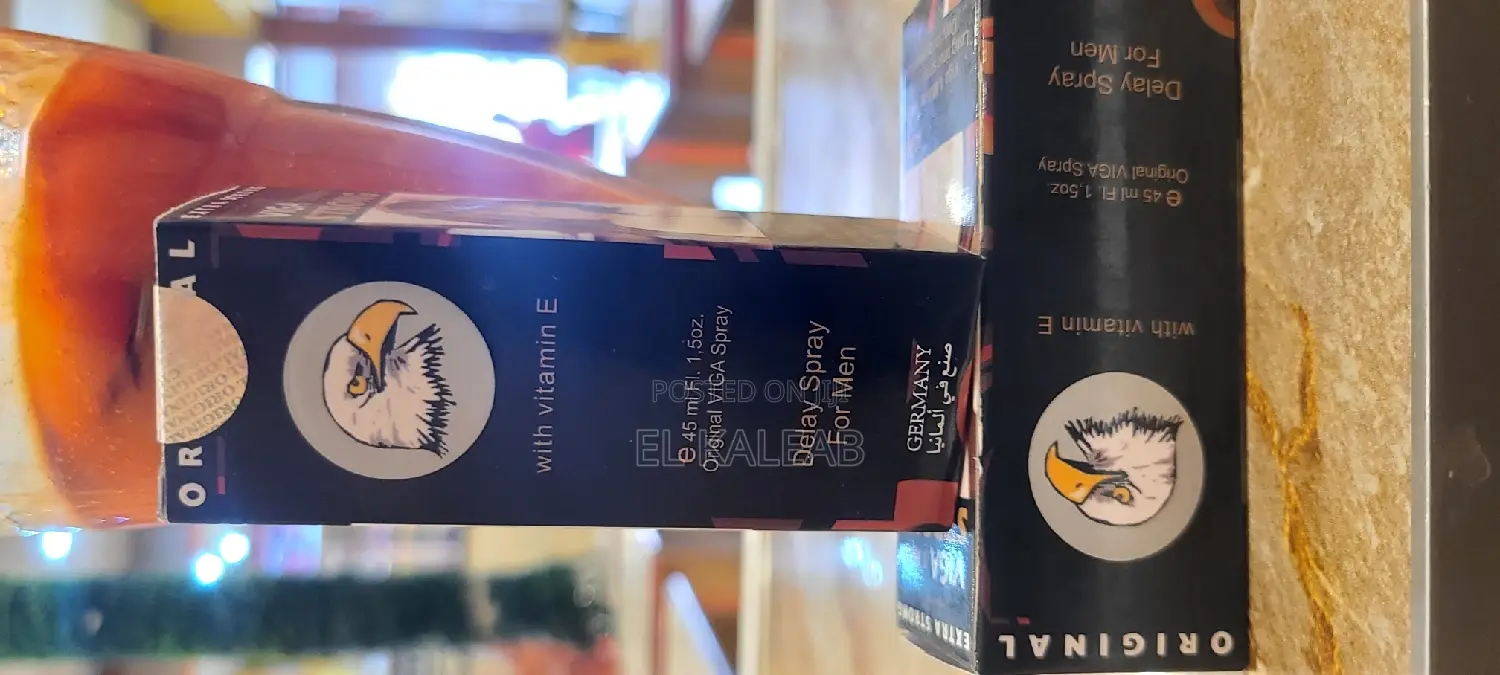 ORIGINAL
with vitamin E
e 45 ml Fl. 1,5oz.
Original VIGA Spray
Delay Spray
For Men
GERMANY
صنع في ألمانيا
POSTED ON
ORIGINAL
with vitamin E
e 45 ml Fl. 1,5oz.
Original VIGA Spray
Delay Spray
For Men
VIGA
EXTRA STRONG